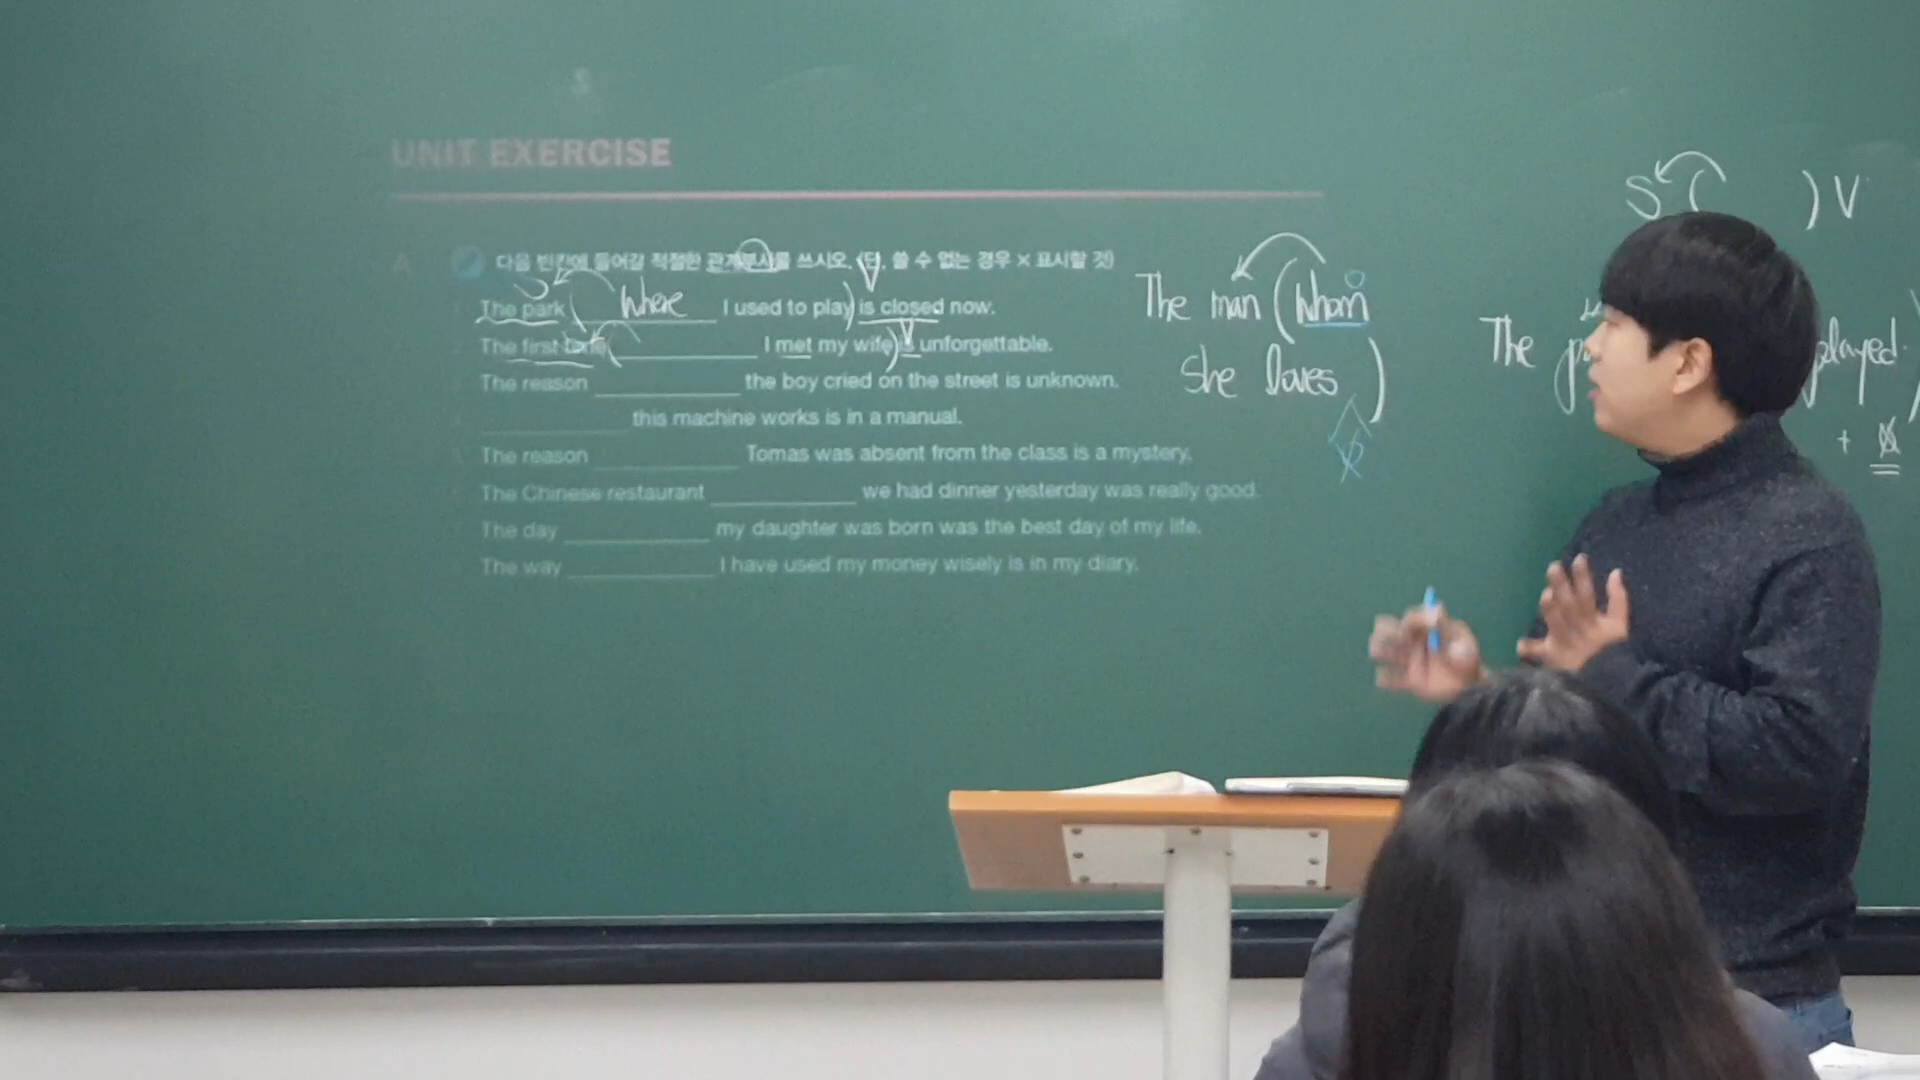 UNIT EXERCISE
A 다음 빈칸에 들어갈 적절한 관계부사를 쓰시오. (단, 쓸 수 없는 경우 × 표시할 것)
S V
The park ( where I used to play) is closed now.
V
The first time ( I met my wife) is unforgettable.
The reason the boy cried on the street is unknown.
this machine works is in a manual.
The reason Tomas was absent from the class is a mystery.
The Chinese restaurant we had dinner yesterday was really good.
The day my daughter was born was the best day of my life.
The way I have used my money wisely is in my diary.
The man (whom
she loves)
S ( ) V
The played.
+